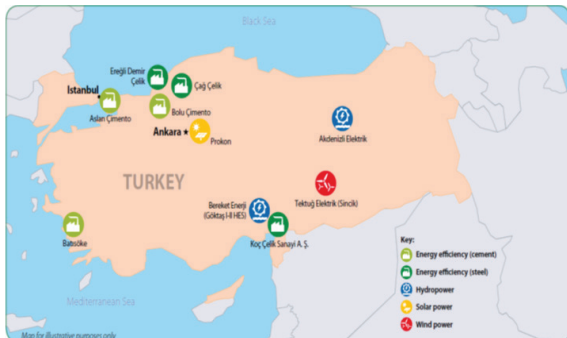 Black Sea
Ereğli Demir
Çelik
Çağ Çelik
Istanbul
Aslan Çimento
Bolu Çimento
Ankara
Prokon
Akdenizli Elektrik
TURKEY
Bereket Enerji
(Göktaş I-II HES)
Tektuğ Elektrik (Sincik)
Batısöke
Koç Çelik Sanayi A. Ş.
Key:
Energy efficiency (cement)
Energy efficiency (steel)
Hydropower
Solar power
Wind power
Mediterranean Sea
Map for illustrative purposes only